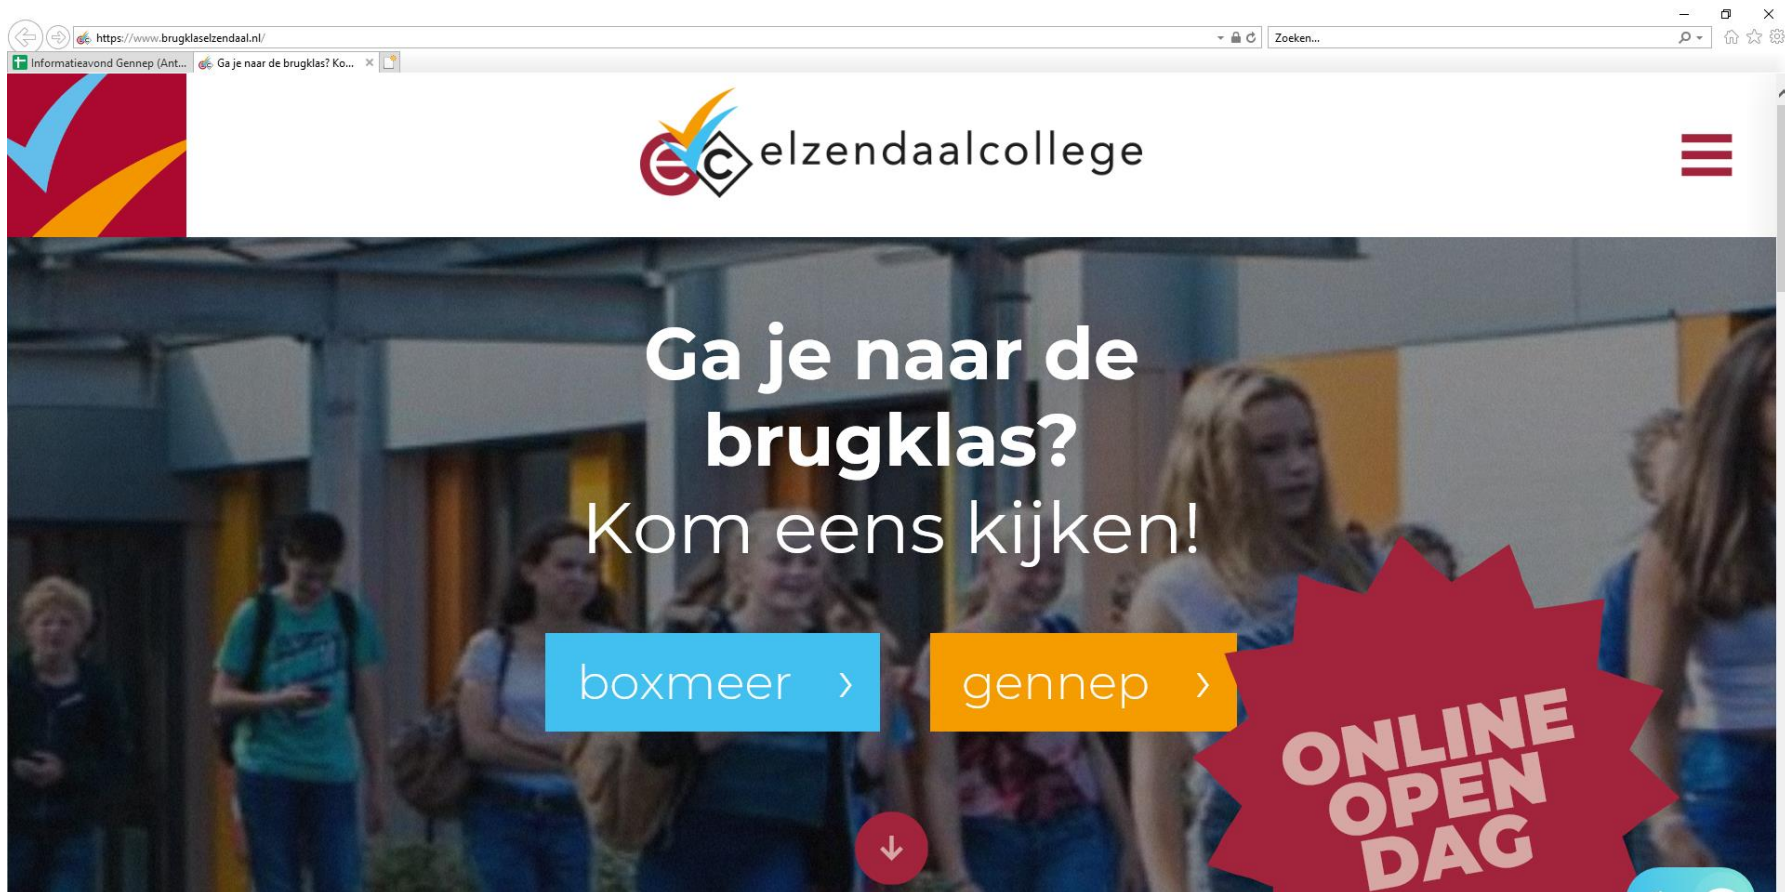 https://www.brugklaselzendaal.nl/
Zoeken...
Informatieavond Gennep (Ant...
Ga je naar de brugklas? Ko...
ec elzendaalcollege
Ga je naar de
brugklas?
Kom eens kijken!
boxmeer
gennep
ONLINE
OPEN
DAG